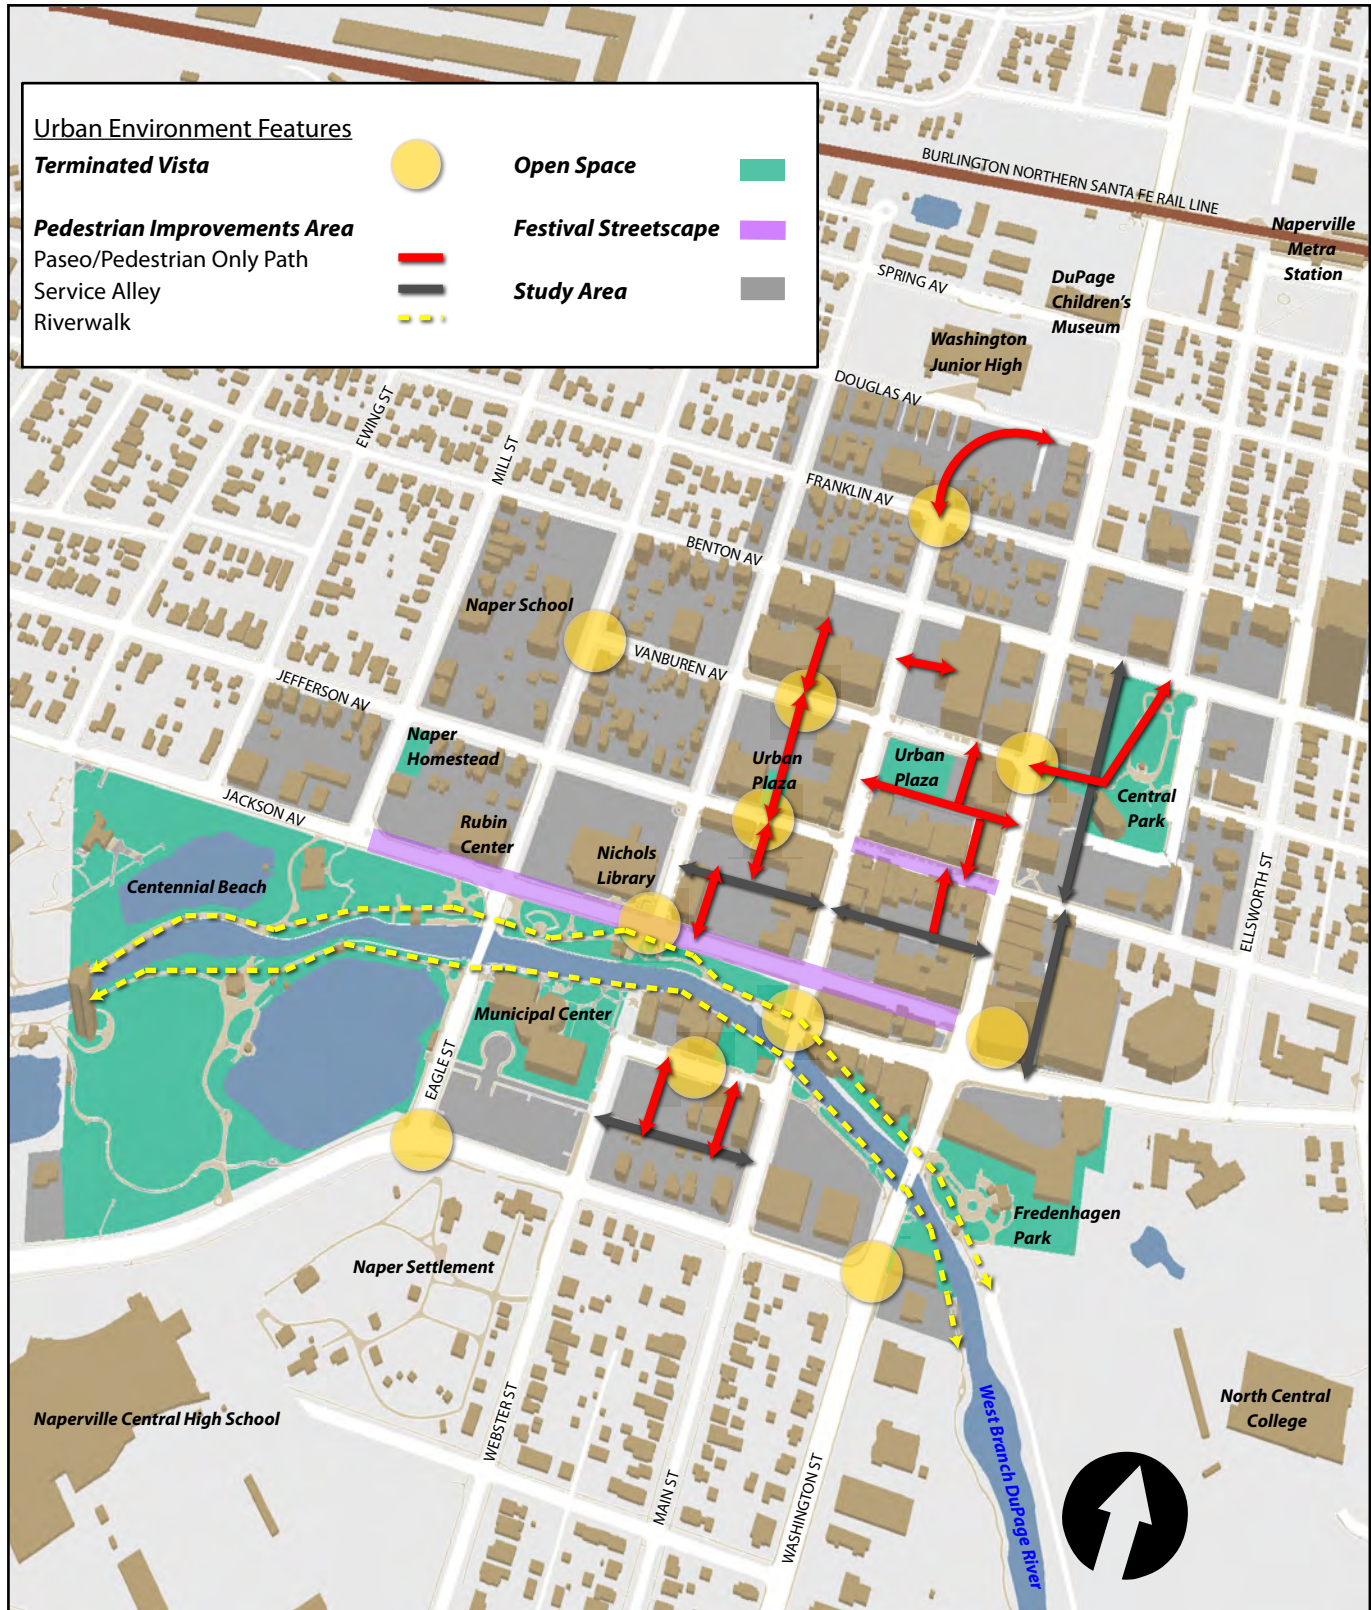 Urban Environment Features
Terminated Vista
Open Space
Pedestrian Improvements Area
Festival Streetscape
Paseo/Pedestrian Only Path
Service Alley
Study Area
Riverwalk
BURLINGTON NORTHERN SANTA FE RAIL LINE
Naperville
Metra
Station
SPRING AV
DuPage
Children's
Museum
Washington
Junior High
DOUGLAS AV
EWING ST
MILL ST
FRANKLIN AV
BENTON AV
Naper School
VANBUREN AV
JEFFERSON AV
Naper
Homestead
Urban
Plaza
Urban
Plaza
Central
Park
JACKSON AV
Rubin
Center
Nichols
Library
Centennial Beach
ELLSWORTH ST
Municipal Center
EAGLE ST
Fredenhagen
Park
Naper Settlement
Naperville Central High School
WEBSTER ST
MAIN ST
WASHINGTON ST
West Branch DuPage River
North Central
College